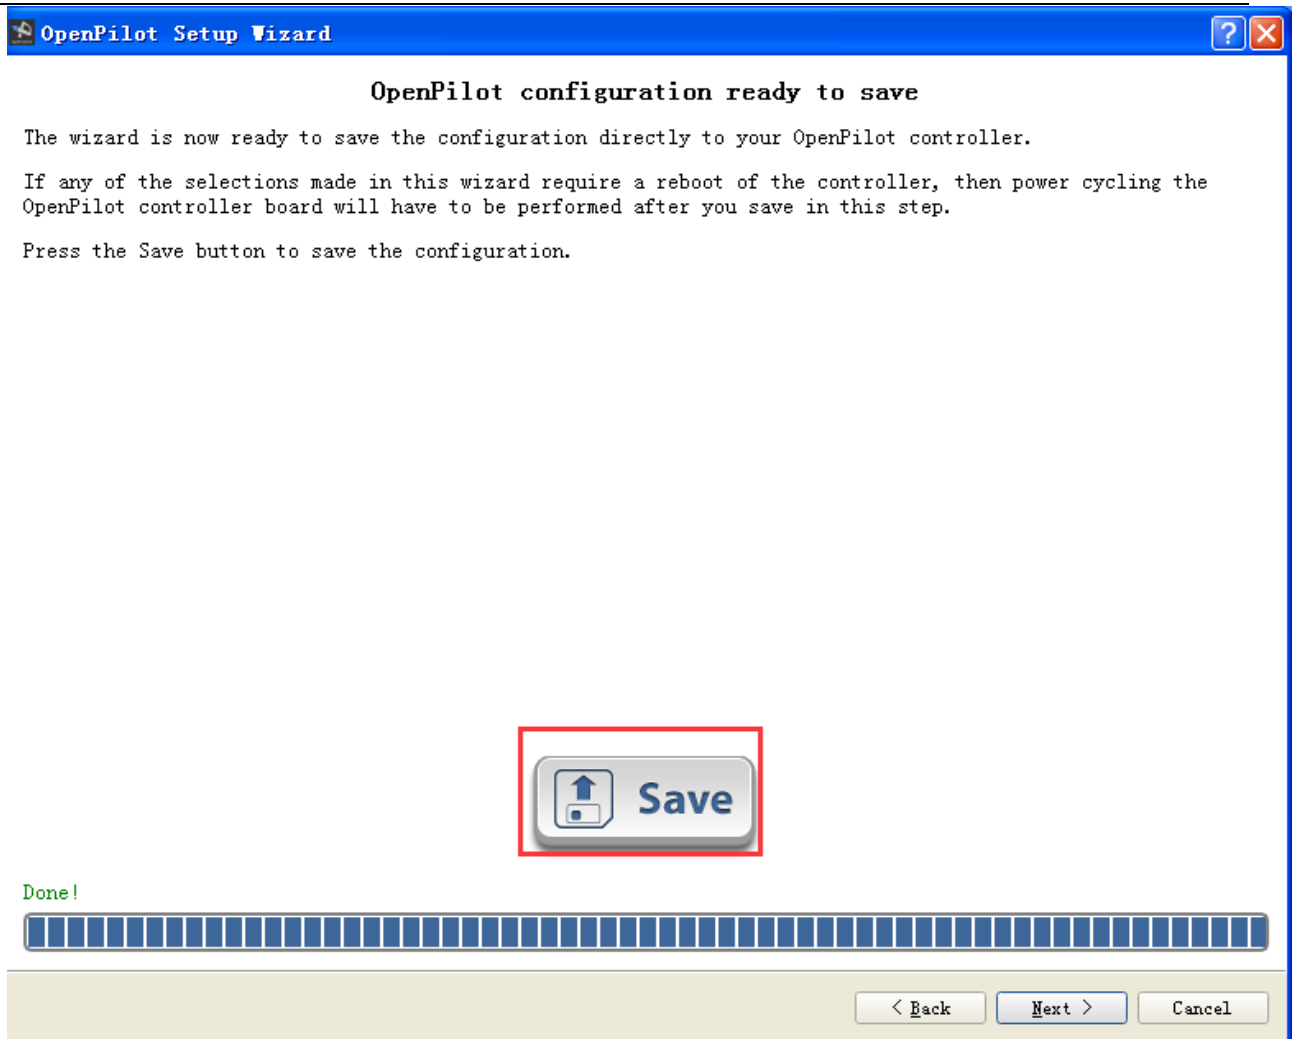 OpenPilot Setup Wizard
OpenPilot configuration ready to save
The wizard is now ready to save the configuration directly to your OpenPilot controller.
If any of the selections made in this wizard require a reboot of the controller, then power cycling the
OpenPilot controller board will have to be performed after you save in this step.
Press the Save button to save the configuration.
Save
Done!
< Back Next > Cancel